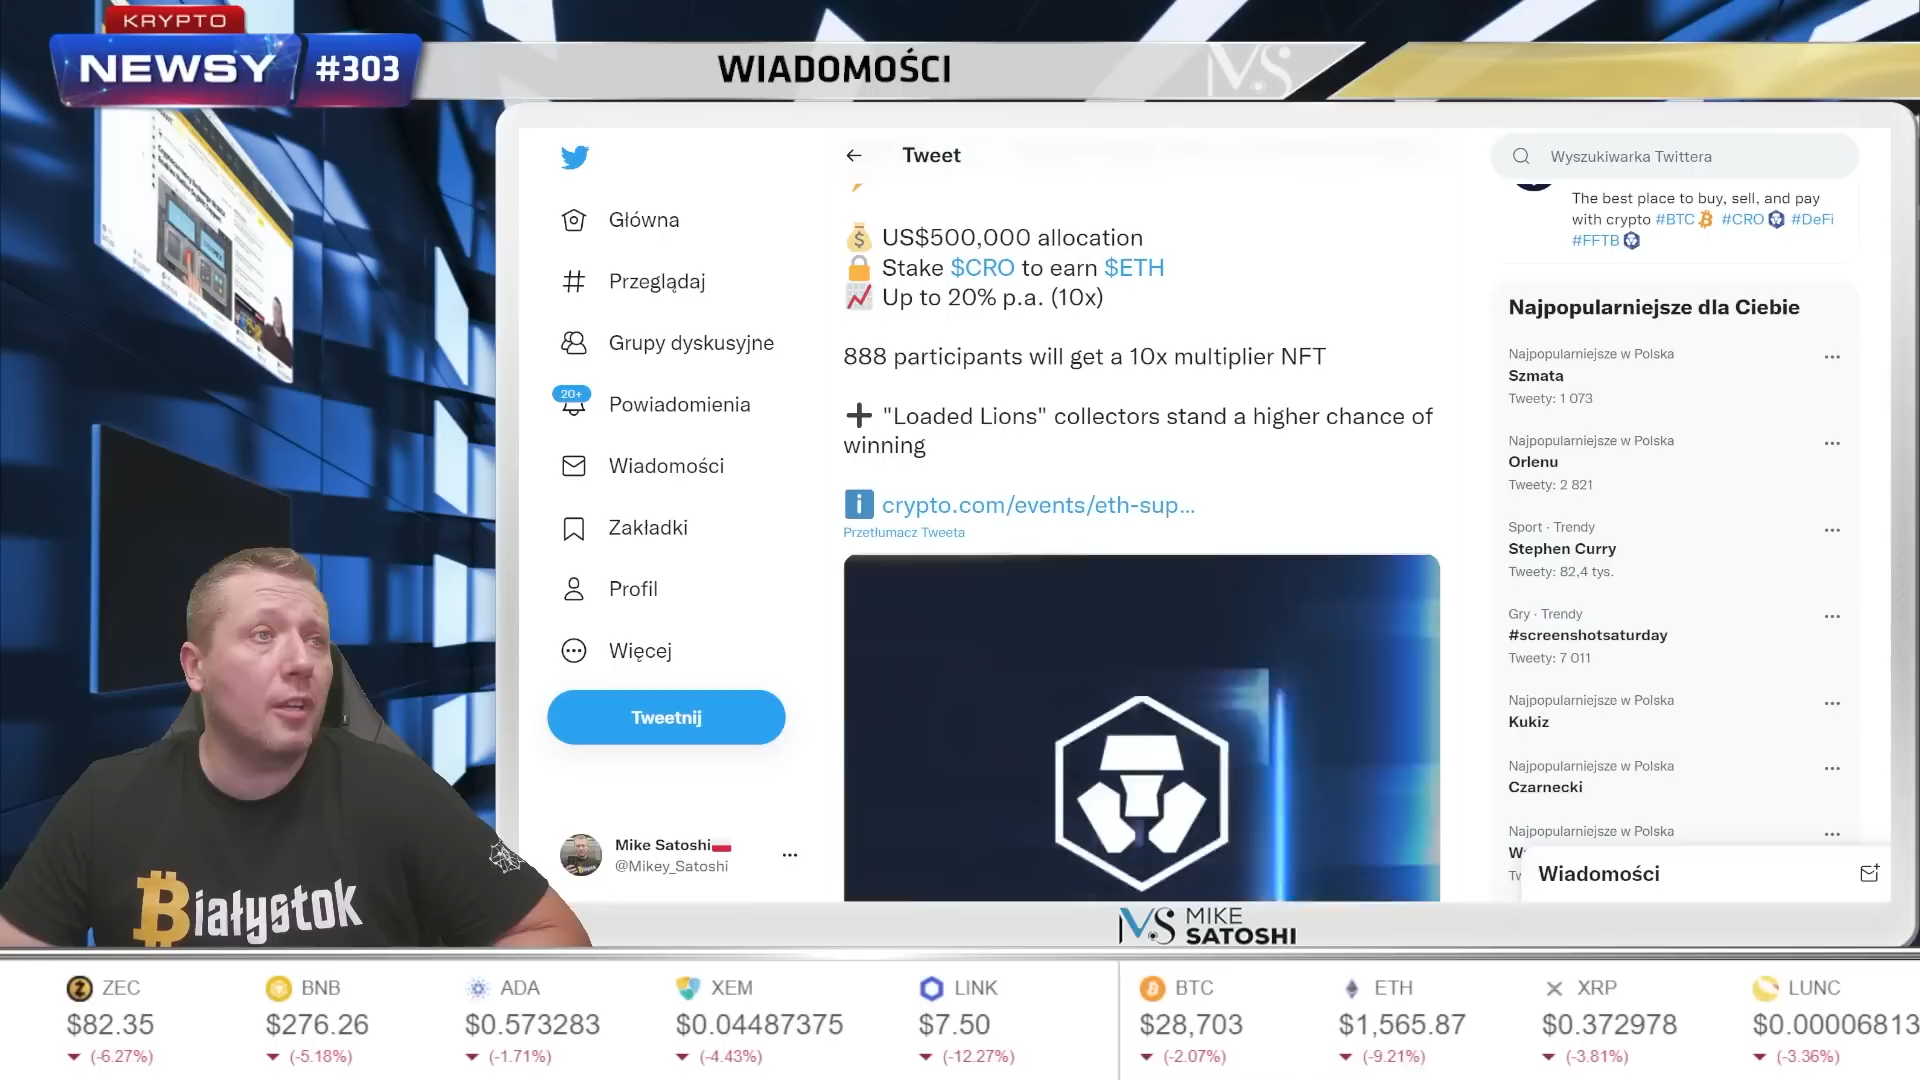 KRYPTO
NEWSY #303
WIADOMOŚCI
MS
Główna
Przeglądaj
Grupy dyskusyjne
20+
Powiadomienia
Wiadomości
Zakładki
Profil
Więcej
Tweetnij
Mike Satoshi
@Mikey_Satoshi
Tweet
US$500,000 allocation
Stake $CRO to earn $ETH
Up to 20% p.a. (10x)
888 participants will get a 10x multiplier NFT
"Loaded Lions" collectors stand a higher chance of
winning
crypto.com/events/eth-sup...
Przetłumacz Tweeta
Wyszukiwarka Twittera
The best place to buy, sell, and pay
with crypto #BTC #CRO #DeFi
#FFTB
Najpopularniejsze dla Ciebie
Najpopularniejsze w Polska
Szmata
Tweety: 1 073
Najpopularniejsze w Polska
Orlenu
Tweety: 2 821
Sport · Trendy
Stephen Curry
Tweety: 82,4 tys.
Gry · Trendy
#screenshotsaturday
Tweety: 7 011
Najpopularniejsze w Polska
Kukiz
Najpopularniejsze w Polska
Czarnecki
Najpopularniejsze w Polska
Wiadomości
Białystok
MS MIKE
SATOSHI
ZEC
$82.35
(-6.27%)
BNB
$276.26
(-5.18%)
ADA
$0.573283
(-1.71%)
XEM
$0.04487375
(-4.43%)
LINK
$7.50
(-12.27%)
BTC
$28,703
(-2.07%)
ETH
$1,565.87
(-9.21%)
XRP
$0.372978
(-3.81%)
LUNC
$0.00006813
(-3.36%)